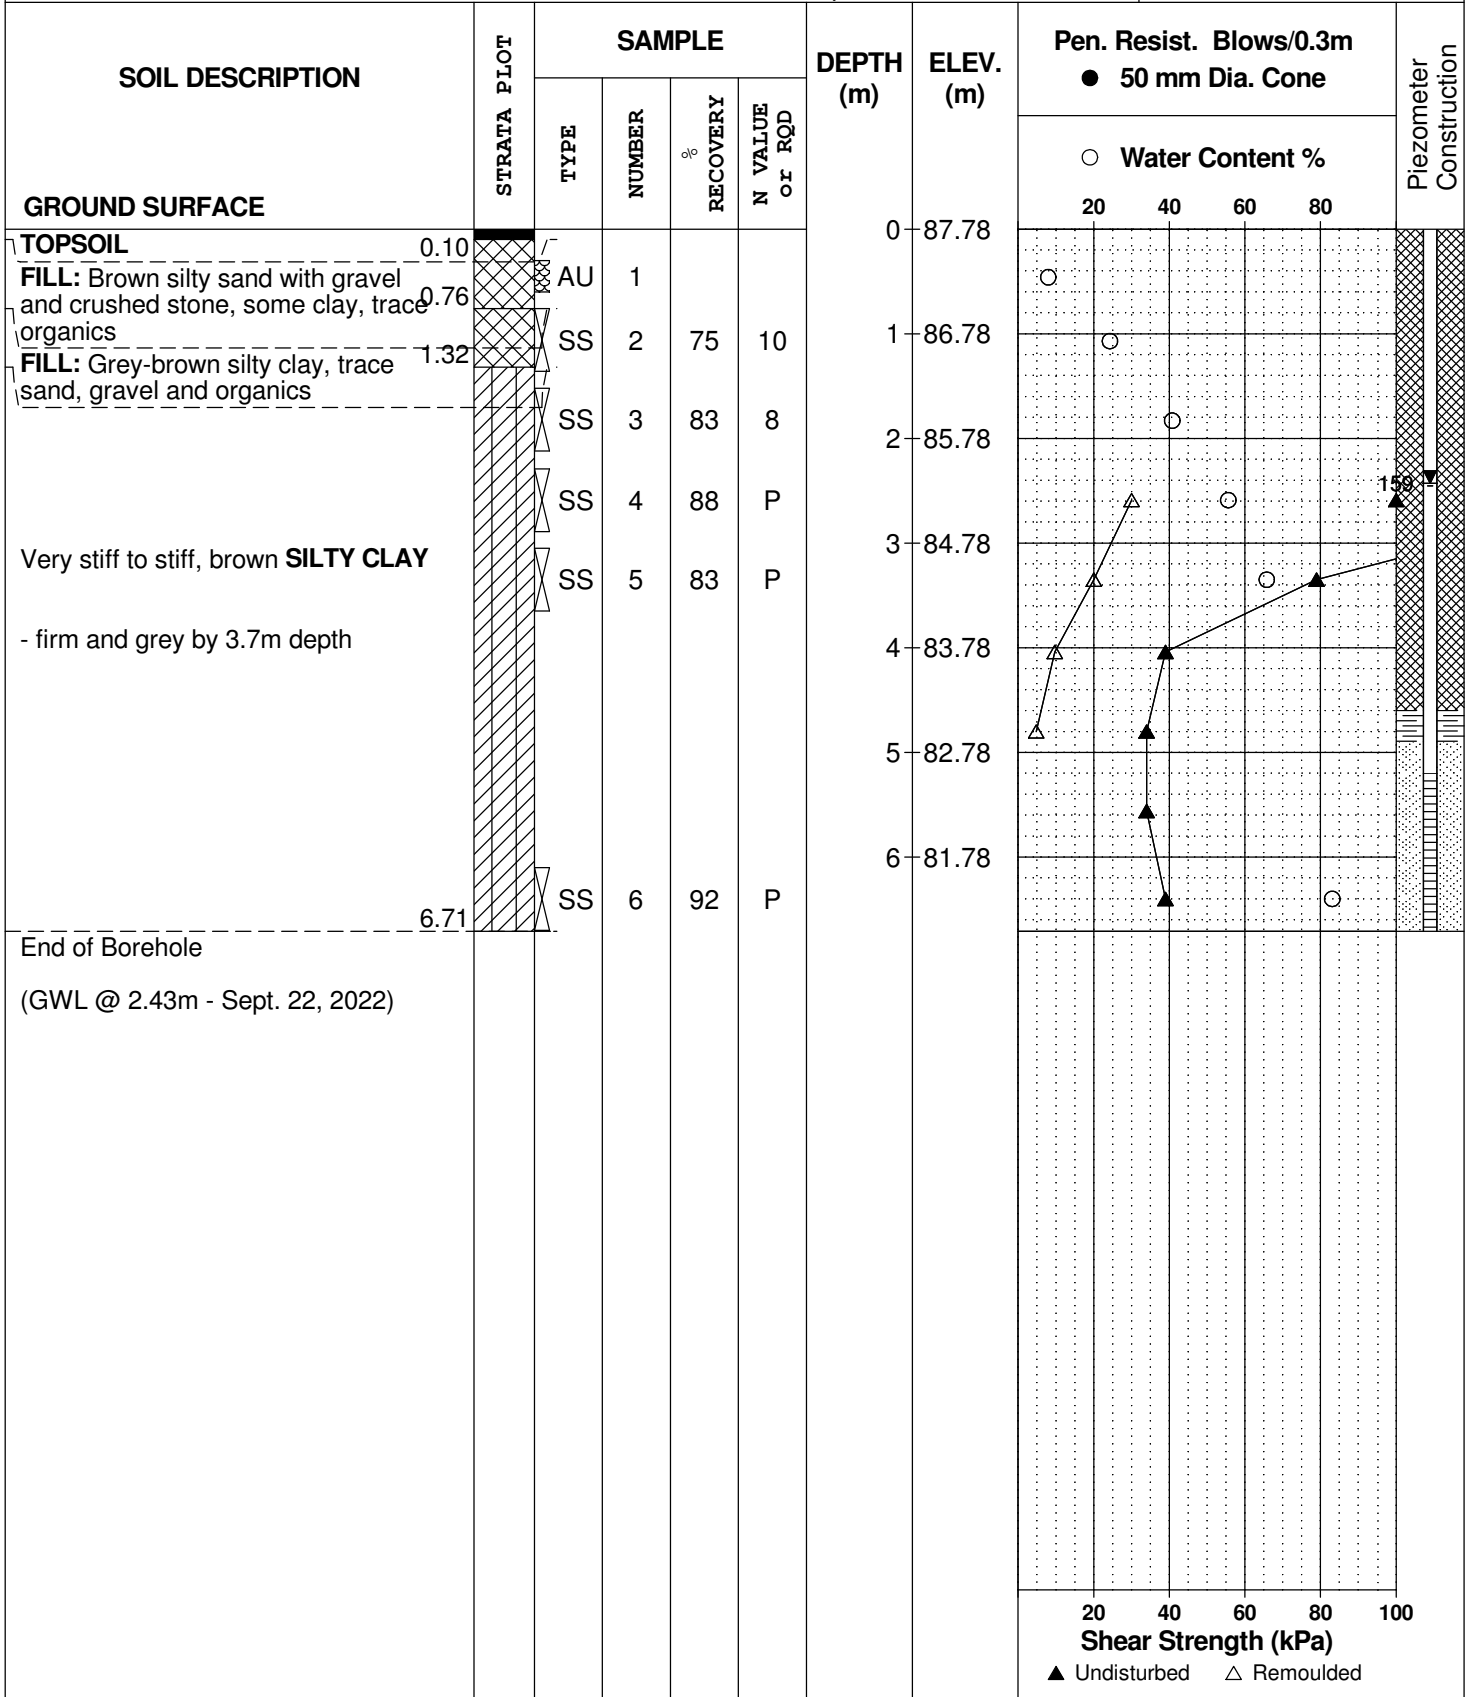 SOIL DESCRIPTION
GROUND SURFACE
STRATA PLOT
SAMPLE
TYPE
NUMBER
%
RECOVERY
N VALUE
or RQD
DEPTH
(m)
ELEV.
(m)
Pen. Resist. Blows/0.3m
● 50 mm Dia. Cone
○ Water Content %
20 40 60 80
Piezometer
Construction
0 87.78
TOPSOIL 0.10
FILL: Brown silty sand with gravel
and crushed stone, some clay, trace
organics
0.76
AU 1
1 86.78
SS 2 75 10
FILL: Grey-brown silty clay, trace
sand, gravel and organics
1.32
SS 3 83 8
2 85.78
159
SS 4 88 P
3 84.78
Very stiff to stiff, brown SILTY CLAY
SS 5 83 P
- firm and grey by 3.7m depth
4 83.78
5 82.78
6 81.78
SS 6 92 P
6.71
End of Borehole
(GWL @ 2.43m - Sept. 22, 2022)
20 40 60 80 100
Shear Strength (kPa)
▲ Undisturbed △ Remoulded